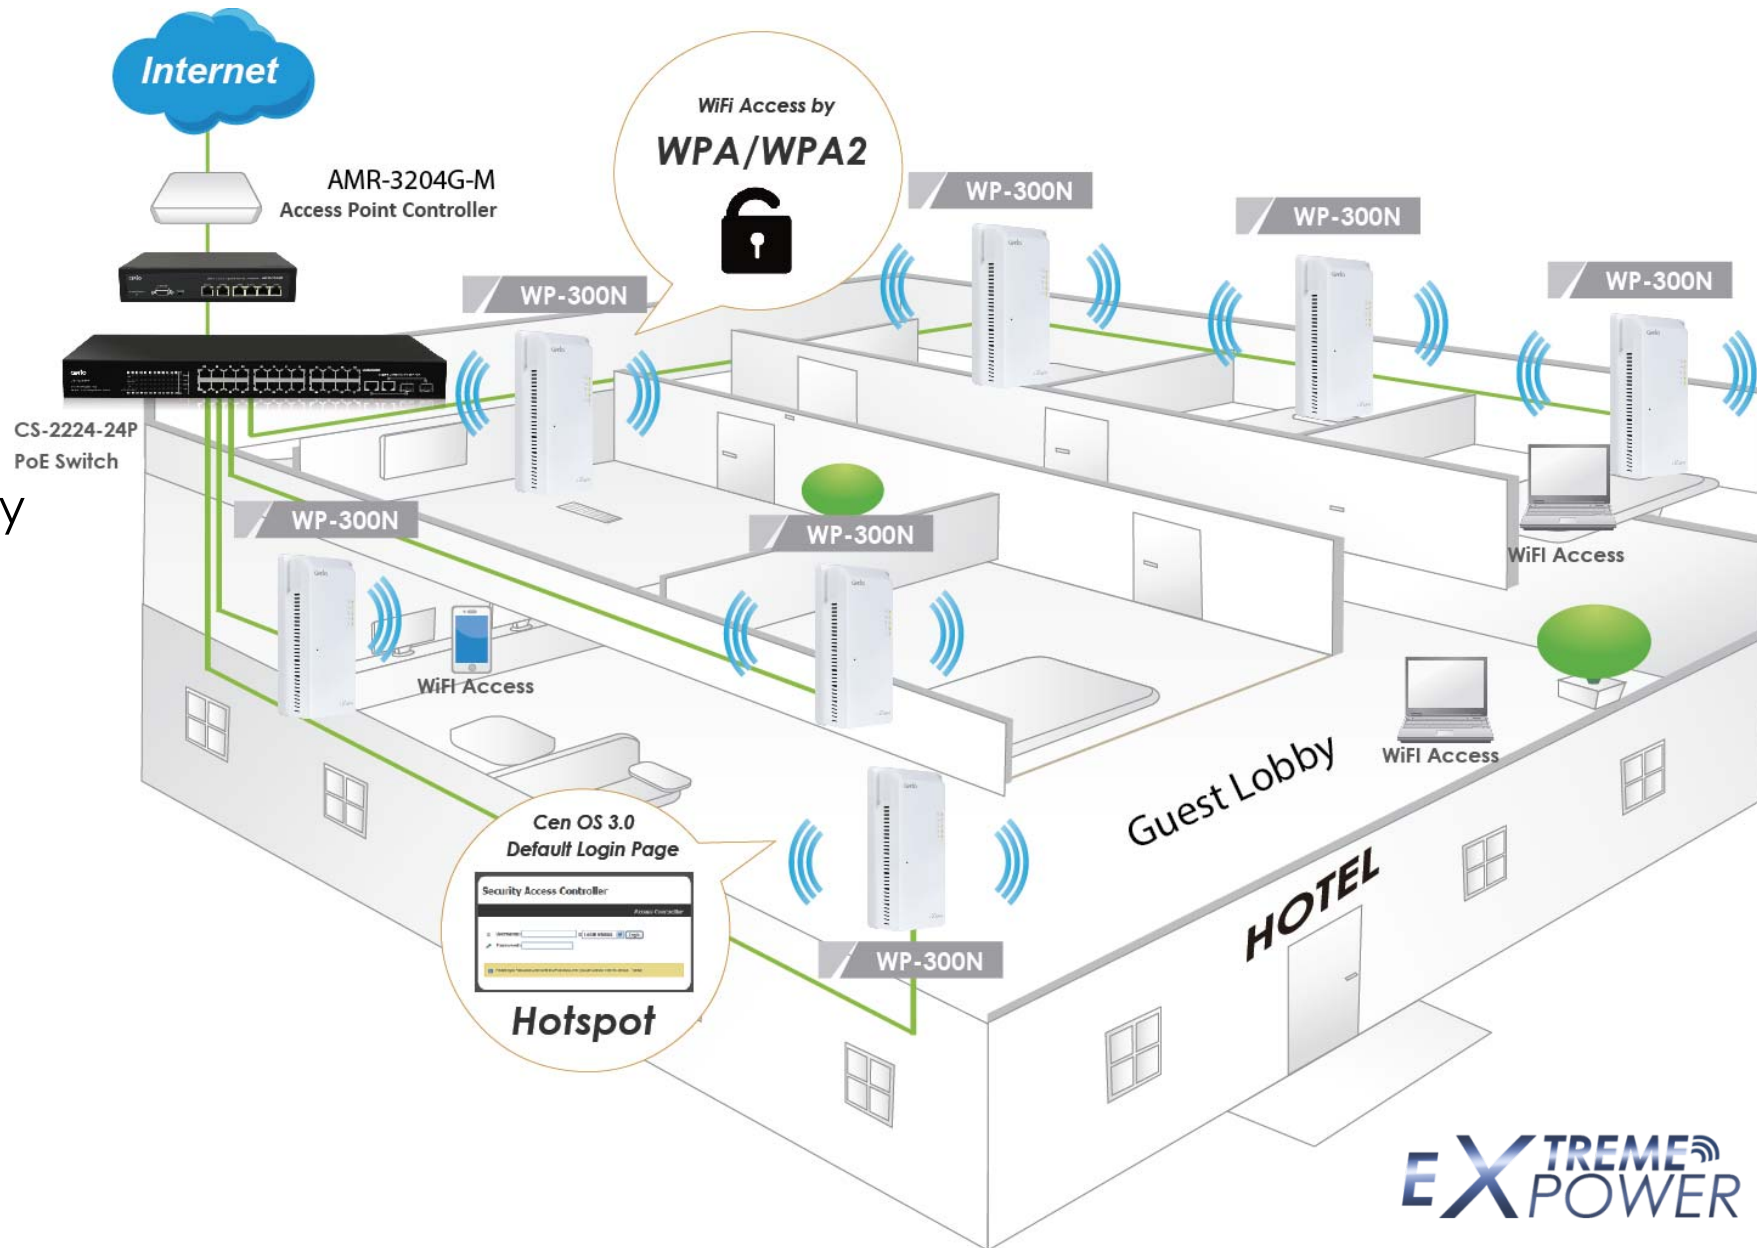 Internet
AMR-3204G-M
Access Point Controller
WiFi Access by
WPA/WPA2
WP-300N
WP-300N
WP-300N
WP-300N
CS-2224-24P
PoE Switch
y
WP-300N
WP-300N
WiFI Access
WiFI Access
WiFI Access
Guest Lobby
HOTEL
Cen OS 3.0
Default Login Page
Security Access Controller
Access Controller
Hotspot
WP-300N
EXTREME
POWER